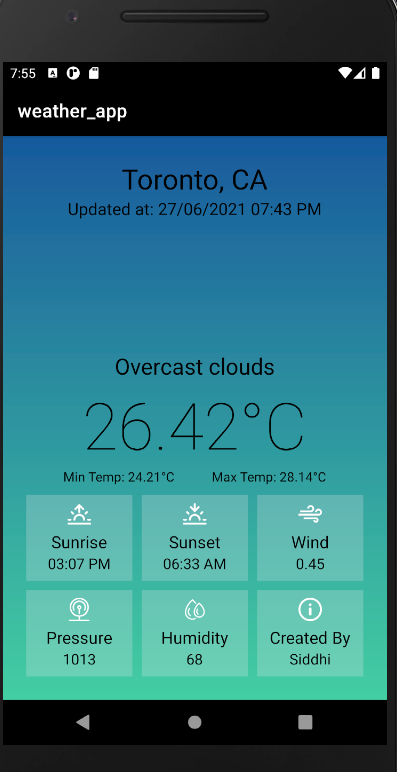 7:55
weather_app
Toronto, CA
Updated at: 27/06/2021 07:43 PM
Overcast clouds
26.42°C
Min Temp: 24.21°C Max Temp: 28.14°C
Sunrise Sunset Wind
03:07 PM 06:33 AM 0.45
Pressure Humidity Created By
1013 68 Siddhi